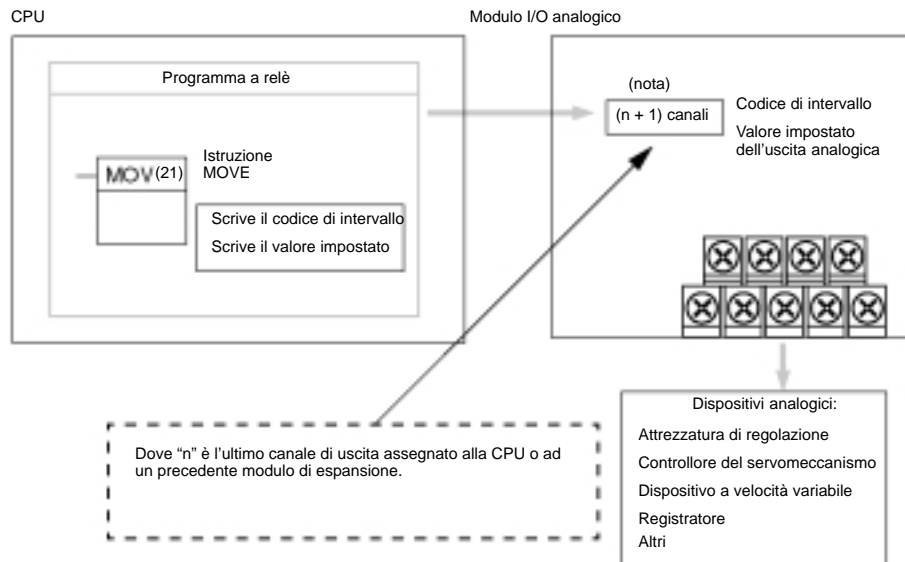 CPU
Modulo I/O analogico
Programma a relè
MOV(21)
Istruzione
MOVE
Scrive il codice di intervallo
Scrive il valore impostato
(nota)
(n + 1) canali
Codice di intervallo
Valore impostato
dell'uscita analogica
Dove “n” è l'ultimo canale di uscita assegnato alla CPU o ad
un precedente modulo di espansione.
Dispositivi analogici:
Attrezzatura di regolazione
Controllore del servomeccanismo
Dispositivo a velocità variabile
Registratore
Altri